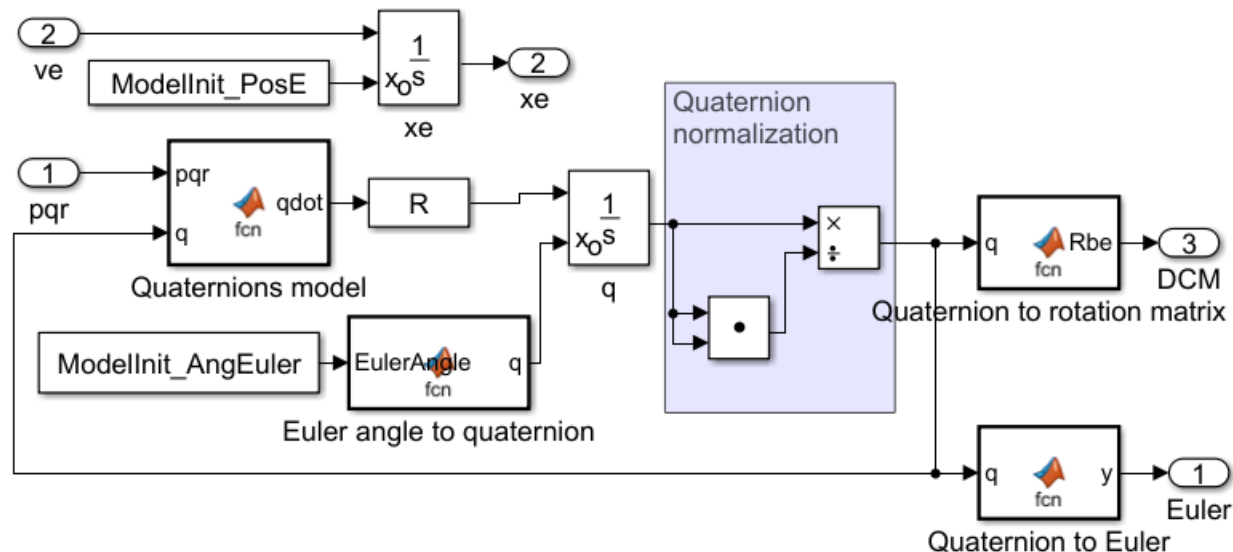 2
ve
ModelInit_PosE
1
s
xo
xe
2
xe
Quaternion
normalization
1
pqr
pqr
q
qdot
fcn
Quaternions model
R
1
s
xo
q
×
÷
q
Rbe
fcn
Quaternion to rotation matrix
3
DCM
ModelInit_AngEuler
EulerAngle
q
fcn
Euler angle to quaternion
q
y
fcn
Quaternion to Euler
1
Euler